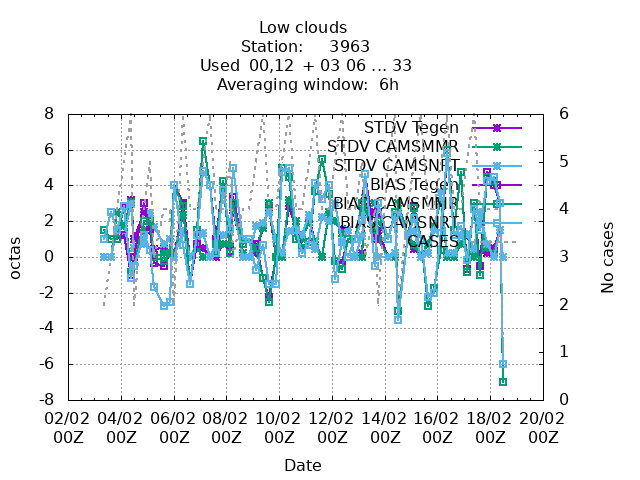 Low clouds
Station: 3963
Used 00,12 + 03 06 ... 33
Averaging window: 6h
STDV Tegen
STDV CAMSMMR
STDV CAMSNRT
BIAS Tegen
BIAS CAMSMMR
BIAS CAMSNRT
CASES
8
6
4
2
0
-2
-4
-6
-8
6
5
4
3
2
1
0
octas
No cases
02/02 04/02 06/02 08/02 10/02 12/02 14/02 16/02 18/02 20/02
00Z 00Z 00Z 00Z 00Z 00Z 00Z 00Z 00Z 00Z
Date